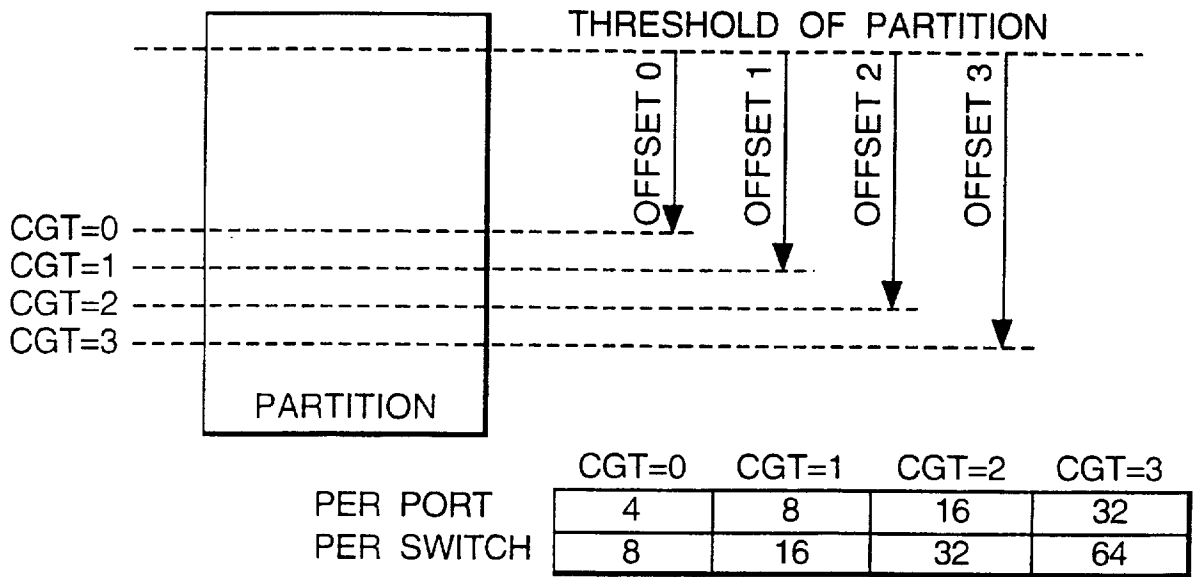 THRESHOLD OF PARTITION
OFFSET 0
OFFSET 1
OFFSET 2
OFFSET 3
CGT=0
CGT=1
CGT=2
CGT=3
PARTITION
CGT=0 CGT=1 CGT=2 CGT=3
PER PORT 4 8 16 32
PER SWITCH 8 16 32 64